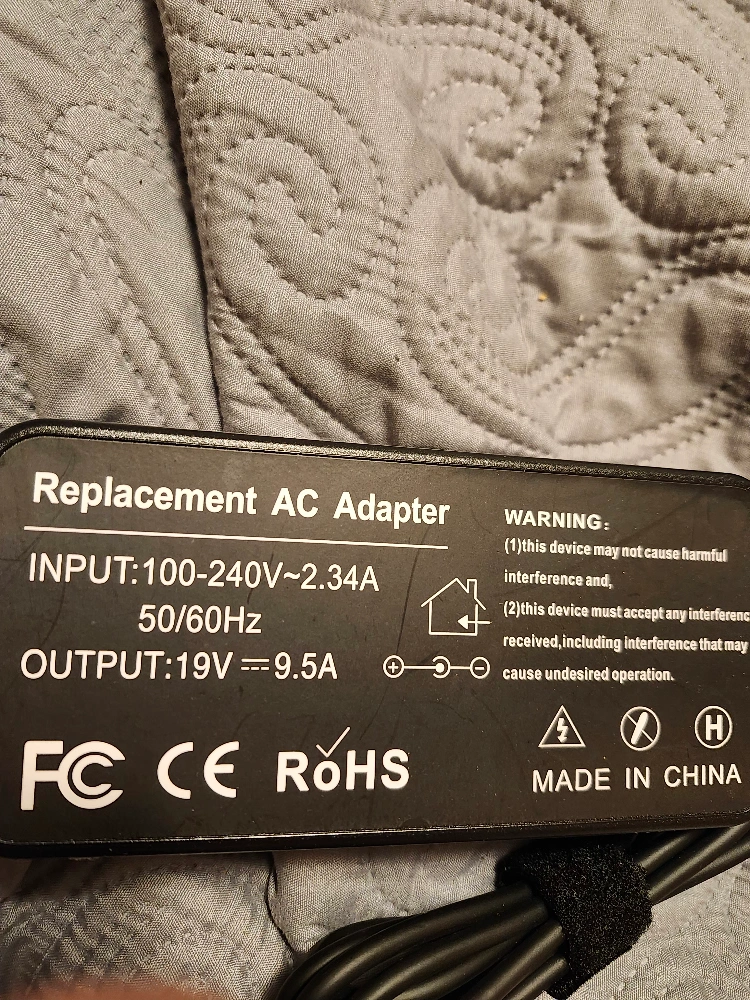 Replacement AC Adapter
INPUT:100-240V~2.34A
50/60Hz
OUTPUT:19V ⎓ 9.5A
WARNING:
(1)this device may not cause harmful
interference and,
(2)this device must accept any interferenc
received,including interference that may
cause undesired operation.
FC CE RoHS
H
MADE IN CHINA